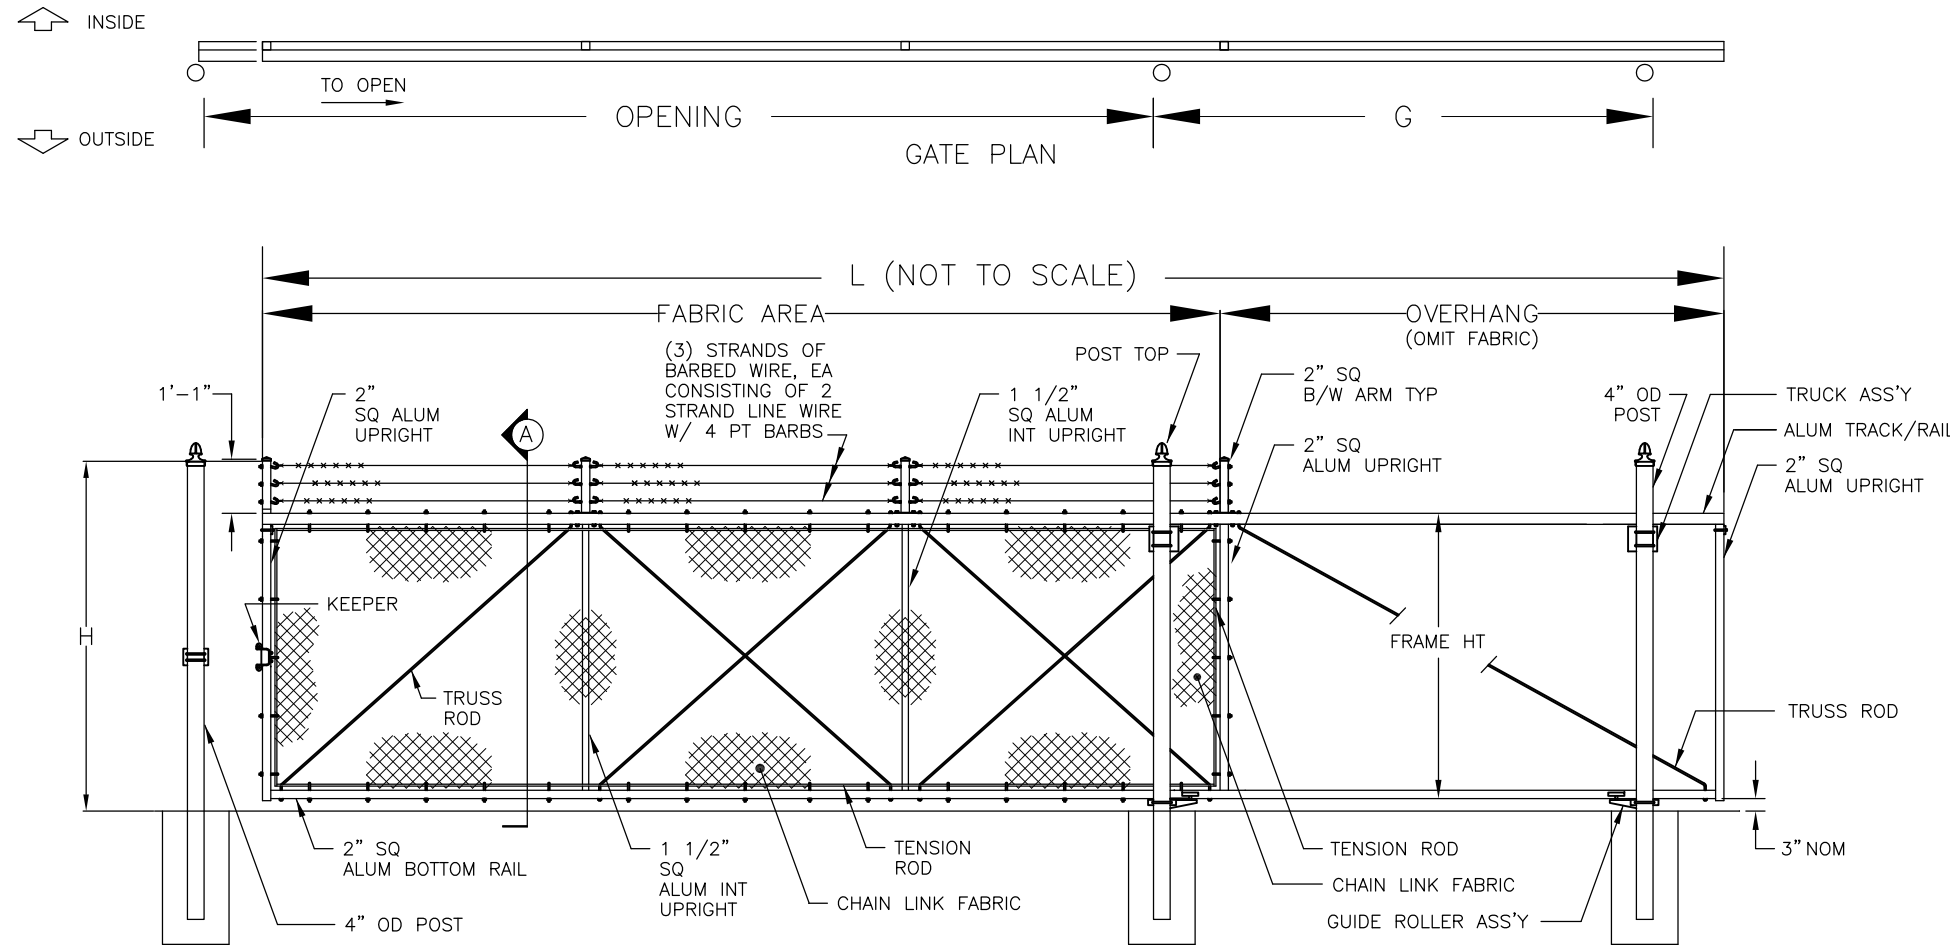 INSIDE
TO OPEN
OPENING
G
OUTSIDE
GATE PLAN
L (NOT TO SCALE)
FABRIC AREA
OVERHANG
(OMIT FABRIC)
(3) STRANDS OF
BARBED WIRE, EA
CONSISTING OF 2
STRAND LINE WIRE
W/ 4 PT BARBS
POST TOP
1'-1"
2"
SQ ALUM
UPRIGHT
A
1 1/2"
SQ ALUM
INT UPRIGHT
2" SQ
B/W ARM TYP
2" SQ
ALUM UPRIGHT
4" OD
POST
TRUCK ASS'Y
ALUM TRACK/RAIL
2" SQ
ALUM UPRIGHT
H
KEEPER
TRUSS
ROD
FRAME HT
TRUSS ROD
2" SQ
ALUM BOTTOM RAIL
1 1/2"
SQ
ALUM INT
UPRIGHT
TENSION
ROD
CHAIN LINK FABRIC
4" OD POST
TENSION ROD
CHAIN LINK FABRIC
GUIDE ROLLER ASS'Y
3" NOM